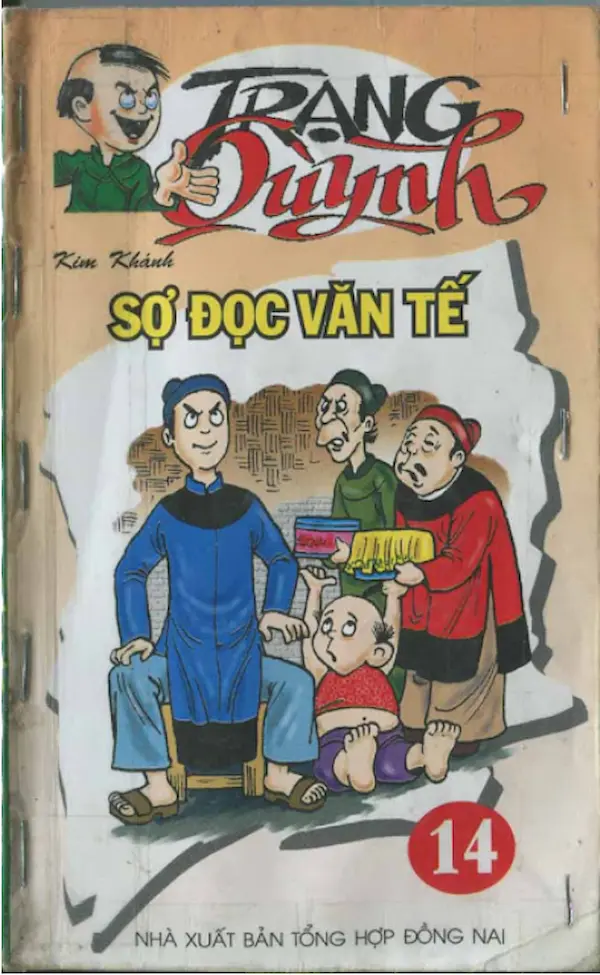 TRẠNG
Quỳnh
Kim Khánh
SỢ ĐỌC VĂN TẾ
14
NHÀ XUẤT BẢN TỔNG HỢP ĐỒNG NAI